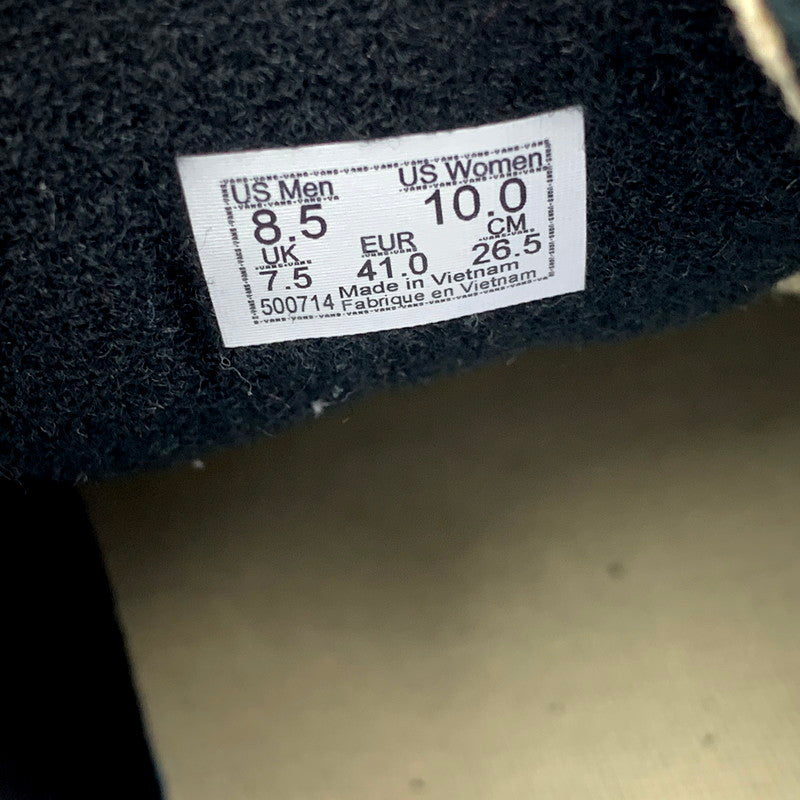 US Men US Women
8.5 10.0
UK EUR CM
7.5 41.0 26.5
Made in Vietnam
500714 Fabrique en Vietnam